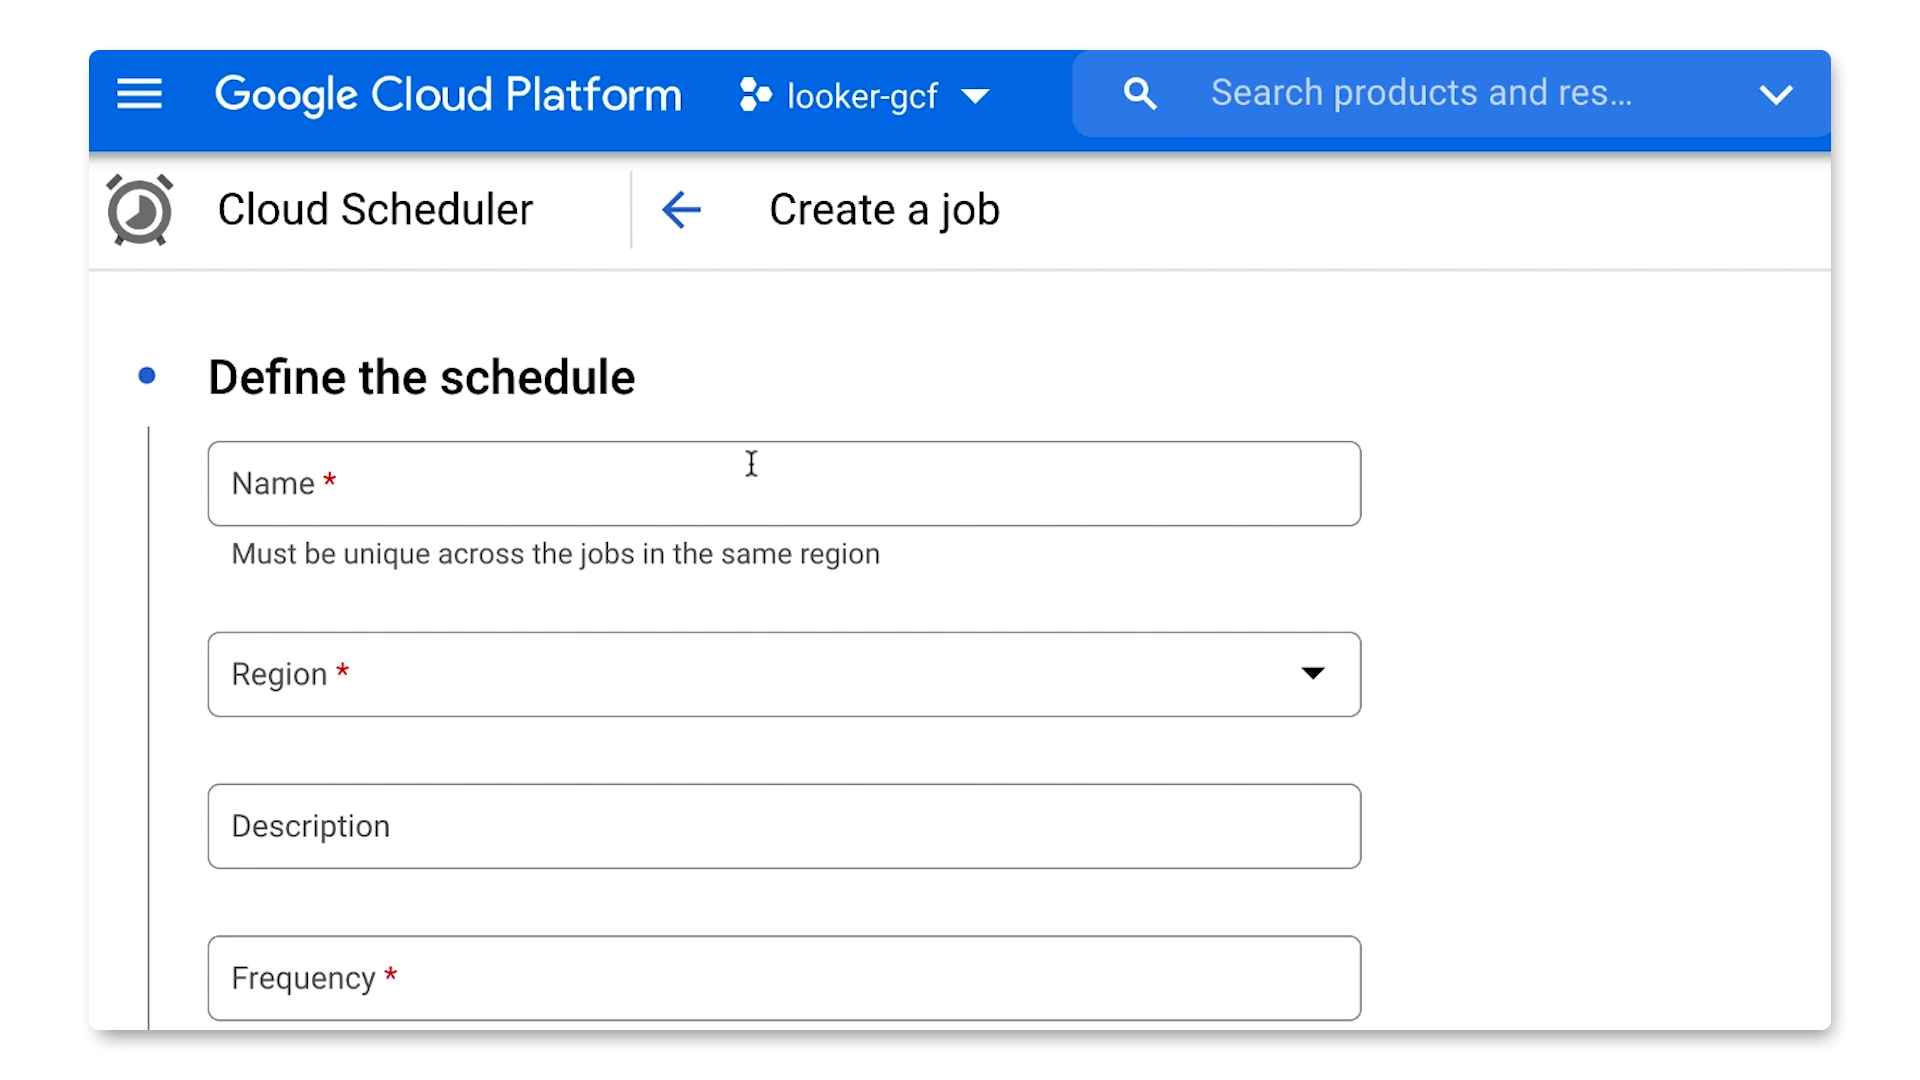 Google Cloud Platform
looker-gcf
Search products and res...
Cloud Scheduler
Create a job
Define the schedule
Name *
Must be unique across the jobs in the same region
Region *
Description
Frequency *